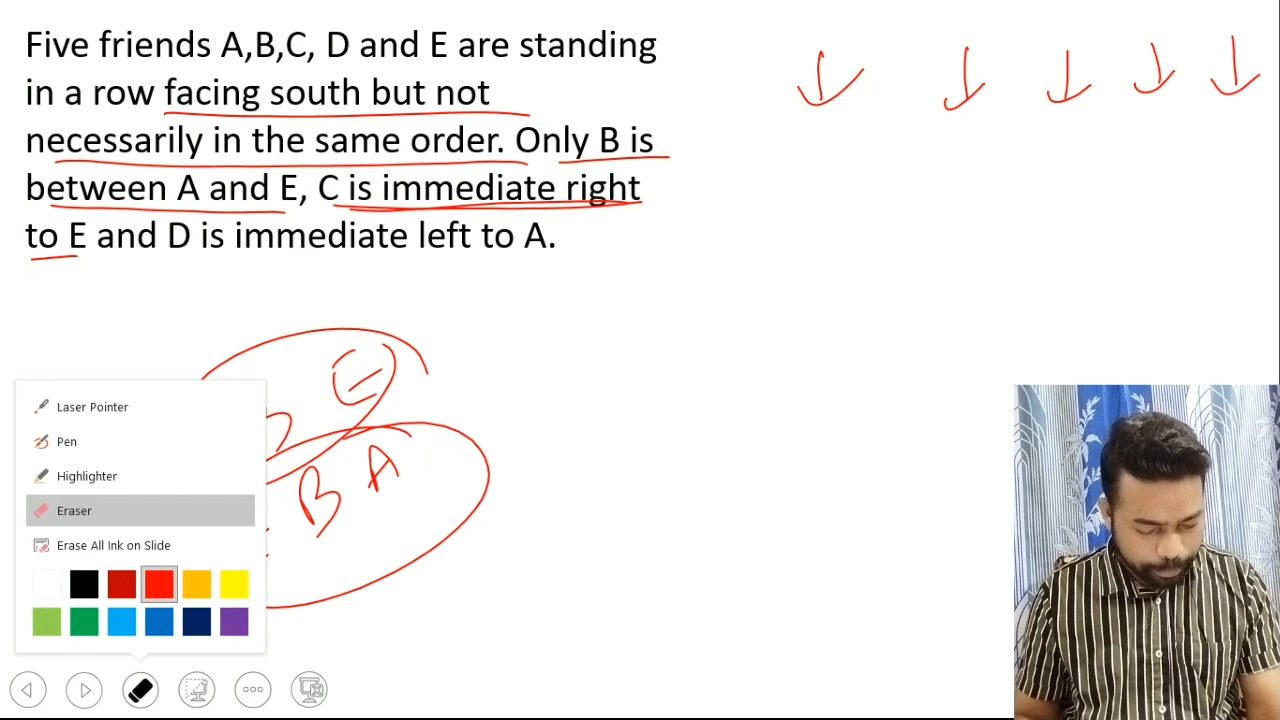 Five friends A,B,C, D and E are standing
in a row facing south but not
necessarily in the same order. Only B is
between A and E, C is immediate right
to E and D is immediate left to A.
E
B A
Laser Pointer
Pen
Highlighter
Eraser
Erase All Ink on Slide